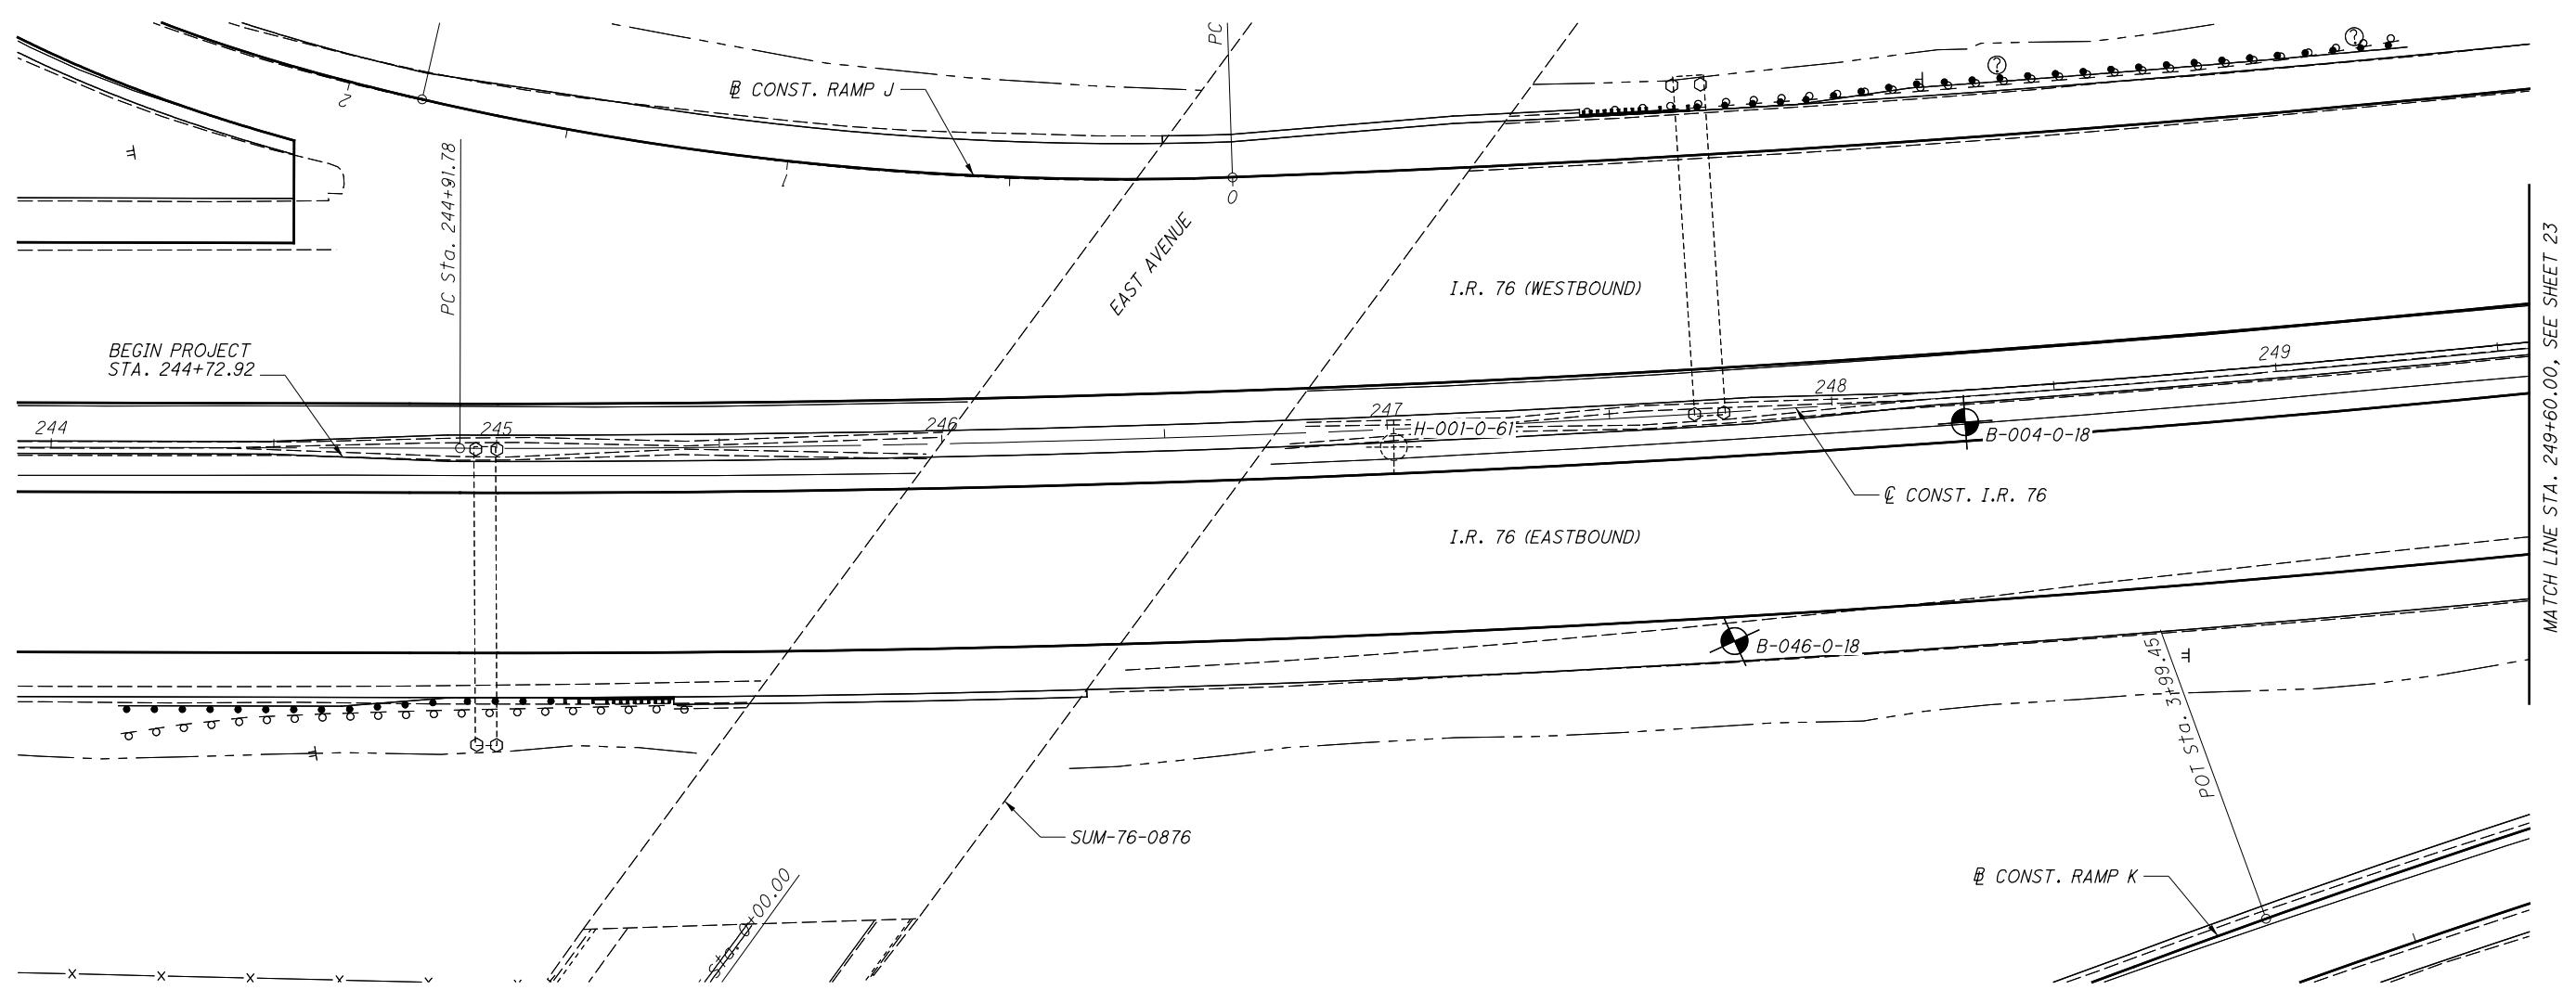 PC
℄ CONST. RAMP J
2
1
0
PC Sta. 244+91.78
EAST AVENUE
I.R. 76 (WESTBOUND)
BEGIN PROJECT
STA. 244+72.92
244
245
246
247
248
249
H-001-0-61
B-004-0-18
℄ CONST. I.R. 76
I.R. 76 (EASTBOUND)
B-046-0-18
MATCH LINE STA. 249+60.00, SEE SHEET 23
POT Sta. 3+99.45
SUM-76-0876
Sta. 0+00.00
℄ CONST. RAMP K
?
?
X X X X X X